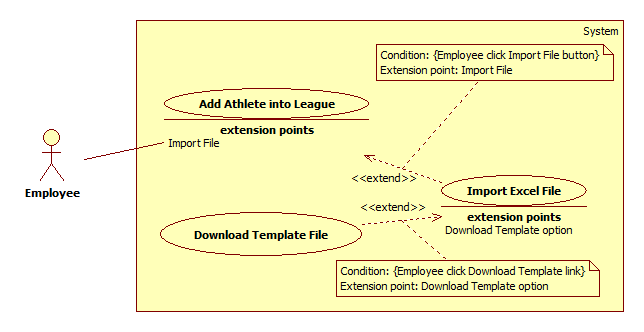 System
Condition: {Employee click Import File button}
Extension point: Import File
Add Athlete into League
extension points
Import File
Employee
<<extend>>
Import Excel File
<<extend>>
extension points
Download Template option
Download Template File
Condition: {Employee click Download Template link}
Extension point: Download Template option